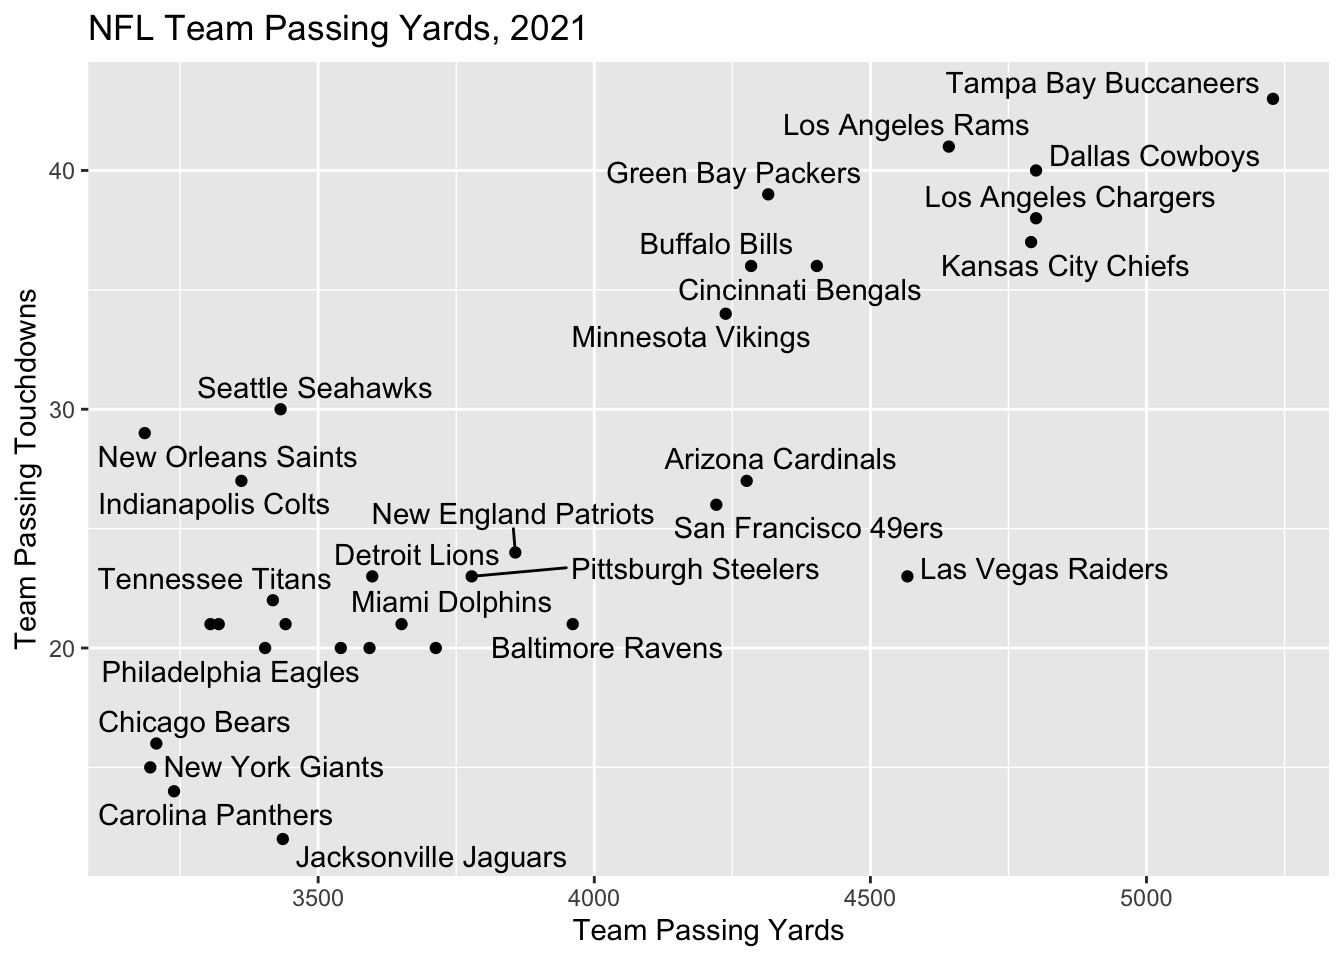 NFL Team Passing Yards, 2021
Tampa Bay Buccaneers
Los Angeles Rams
Dallas Cowboys
Green Bay Packers
Los Angeles Chargers
Buffalo Bills
Kansas City Chiefs
Cincinnati Bengals
Minnesota Vikings
Seattle Seahawks
New Orleans Saints
Arizona Cardinals
Indianapolis Colts
New England Patriots
San Francisco 49ers
Detroit Lions
Pittsburgh Steelers
Las Vegas Raiders
Tennessee Titans
Miami Dolphins
Baltimore Ravens
Philadelphia Eagles
Chicago Bears
New York Giants
Carolina Panthers
Jacksonville Jaguars
40
30
20
Team Passing Touchdowns
3500
4000
4500
5000
Team Passing Yards